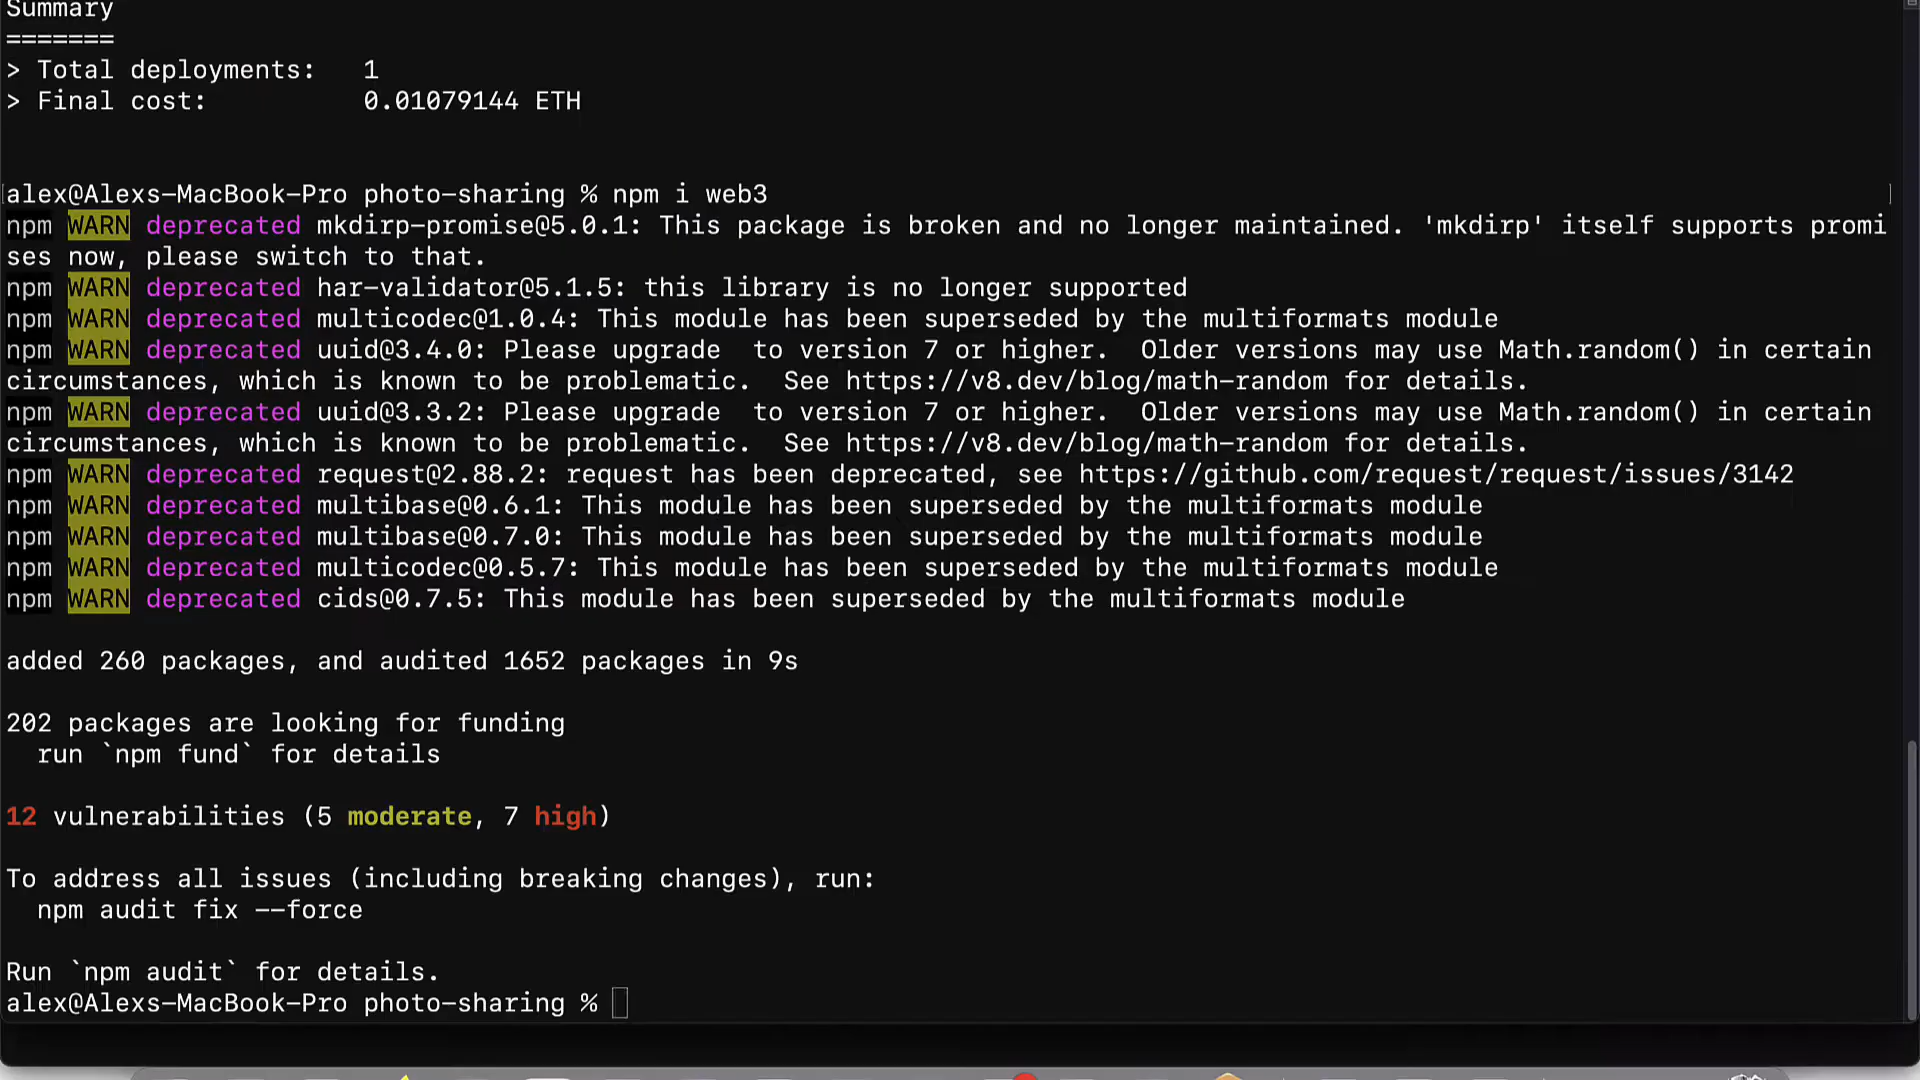 Summary
=======
> Total deployments:   1
> Final cost:          0.01079144 ETH
alex@Alexs-MacBook-Pro photo-sharing % npm i web3
npm WARN deprecated mkdirp-promise@5.0.1: This package is broken and no longer maintained. 'mkdirp' itself supports promi
ses now, please switch to that.
npm WARN deprecated har-validator@5.1.5: this library is no longer supported
npm WARN deprecated multicodec@1.0.4: This module has been superseded by the multiformats module
npm WARN deprecated uuid@3.4.0: Please upgrade  to version 7 or higher.  Older versions may use Math.random() in certain
circumstances, which is known to be problematic.  See https://v8.dev/blog/math-random for details.
npm WARN deprecated uuid@3.3.2: Please upgrade  to version 7 or higher.  Older versions may use Math.random() in certain
circumstances, which is known to be problematic.  See https://v8.dev/blog/math-random for details.
npm WARN deprecated request@2.88.2: request has been deprecated, see https://github.com/request/request/issues/3142
npm WARN deprecated multibase@0.6.1: This module has been superseded by the multiformats module
npm WARN deprecated multibase@0.7.0: This module has been superseded by the multiformats module
npm WARN deprecated multicodec@0.5.7: This module has been superseded by the multiformats module
npm WARN deprecated cids@0.7.5: This module has been superseded by the multiformats module
added 260 packages, and audited 1652 packages in 9s
202 packages are looking for funding
  run `npm fund` for details
12 vulnerabilities (5 moderate, 7 high)
To address all issues (including breaking changes), run:
  npm audit fix --force
Run `npm audit` for details.
alex@Alexs-MacBook-Pro photo-sharing %